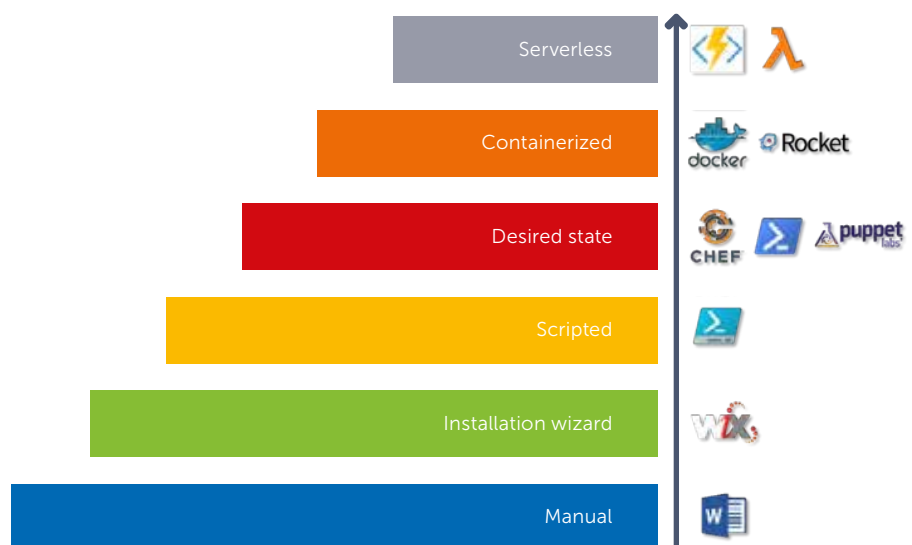 Serverless
Containerized
docker
Rocket
Desired state
CHEF
puppet
labs
Scripted
Installation wizard
WiX
Manual
W